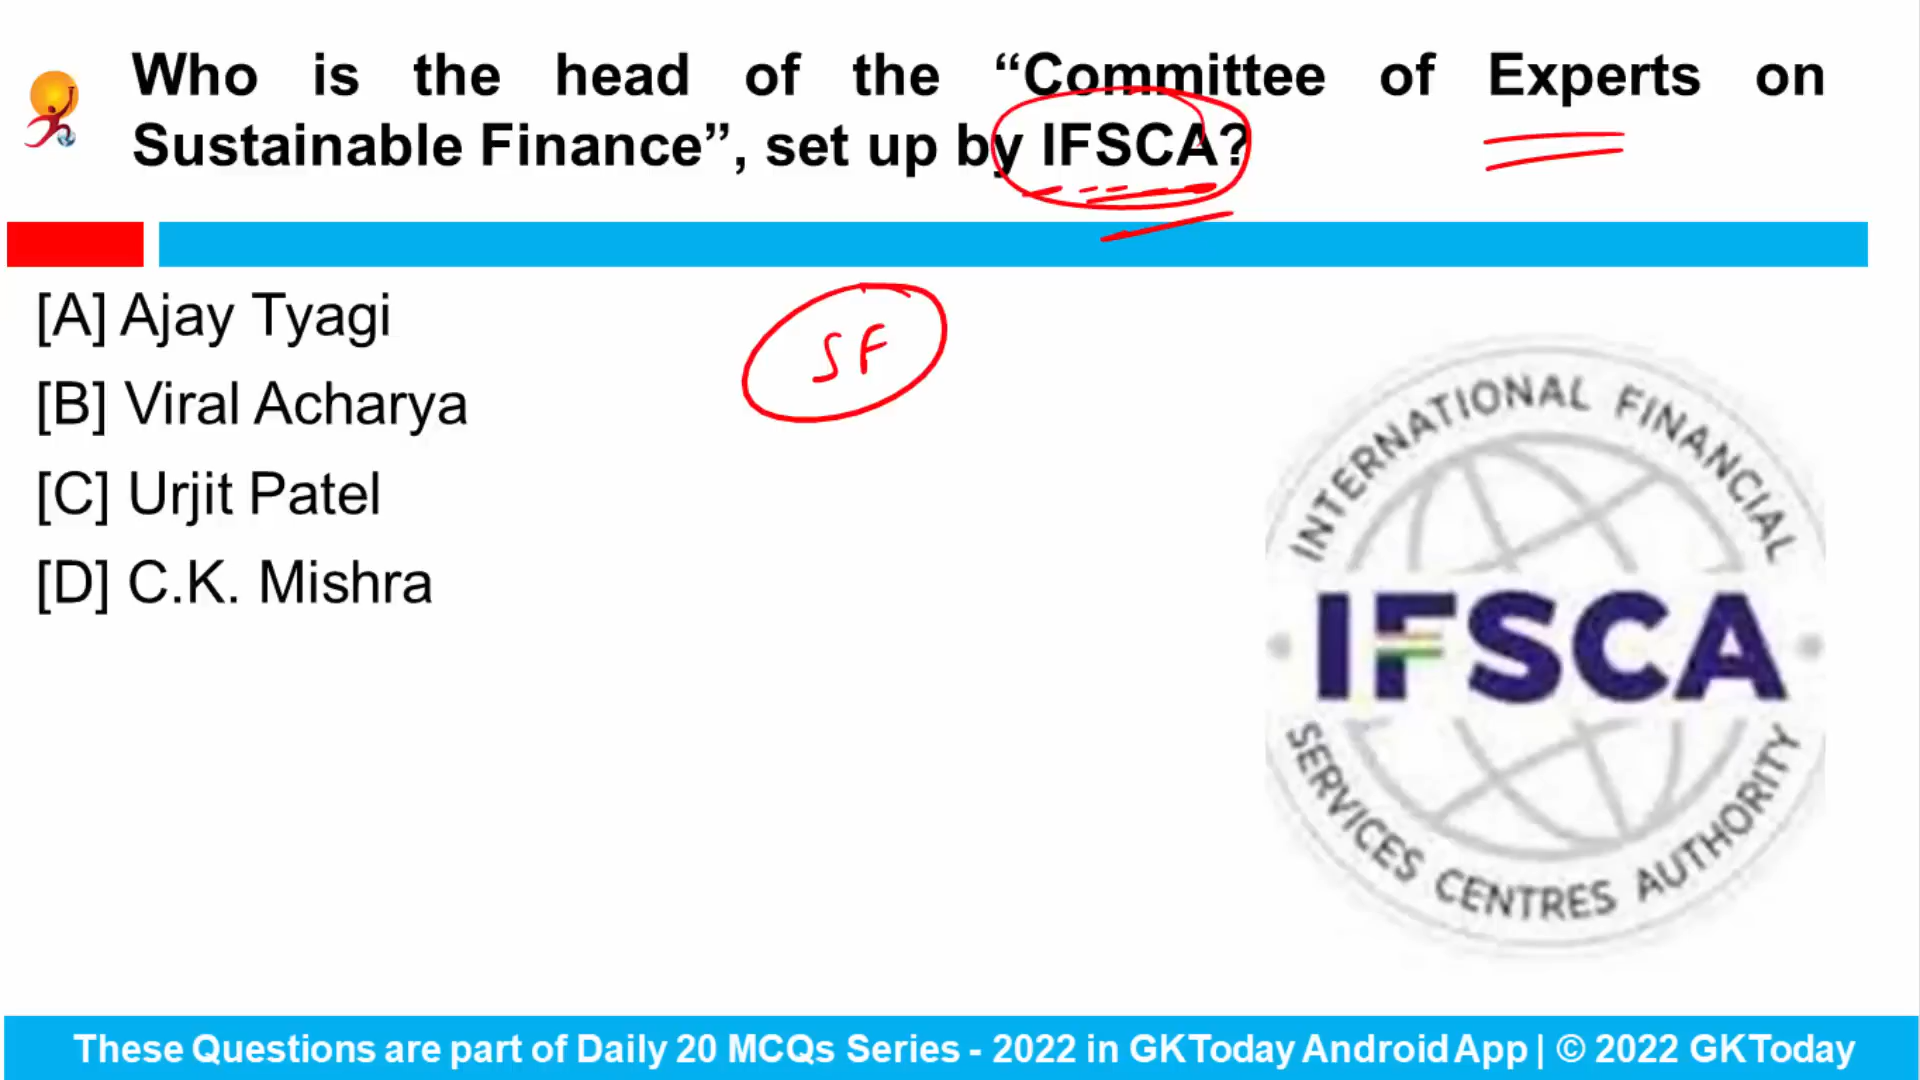 Who is the head of the “Committee of Experts on
Sustainable Finance”, set up by IFSCA?
[A] Ajay Tyagi
[B] Viral Acharya
[C] Urjit Patel
[D] C.K. Mishra
SF
INTERNATIONAL FINANCIAL
IFSCA
SERVICES CENTRES AUTHORITY
These Questions are part of Daily 20 MCQs Series - 2022 in GKToday Android App | © 2022 GKToday